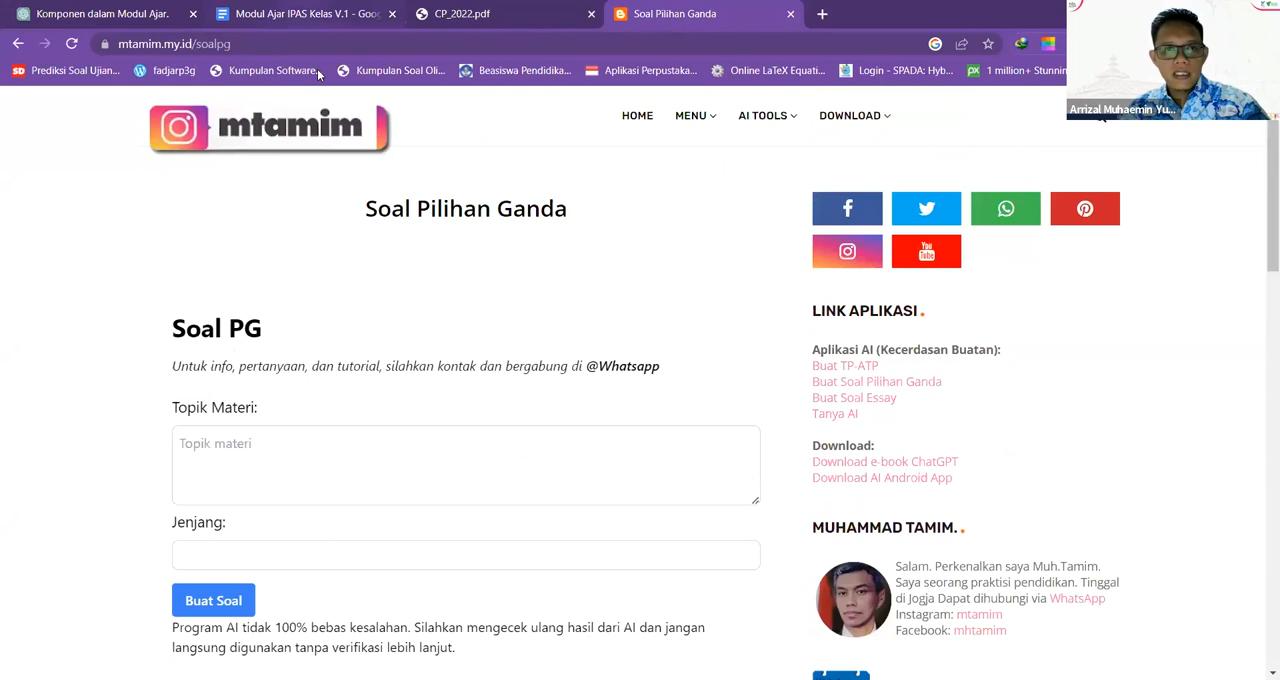 Komponen dalam Modul Ajar.
Modul Ajar IPAS Kelas V.1 - Goo
CP_2022.pdf
Soal Pilihan Ganda
mtamim.my.id/soalpg
Prediksi Soal Ujian...
fadjarp3g
Kumpulan Software...
Kumpulan Soal Oli...
Beasiswa Pendidika...
Aplikasi Perpustaka...
Online LaTeX Equati...
Login - SPADA: Hyb...
1 million+ Stunnin
Arrizal Muhaemin Yu...
mtamim
HOME
MENU
AI TOOLS
DOWNLOAD
Soal Pilihan Ganda
Soal PG
Untuk info, pertanyaan, dan tutorial, silahkan kontak dan bergabung di @Whatsapp
Topik Materi:
Topik materi
Jenjang:
Buat Soal
Program AI tidak 100% bebas kesalahan. Silahkan mengecek ulang hasil dari AI dan jangan
langsung digunakan tanpa verifikasi lebih lanjut.
You
Tube
LINK APLIKASI
Aplikasi AI (Kecerdasan Buatan):
Buat TP-ATP
Buat Soal Pilihan Ganda
Buat Soal Essay
Tanya AI
Download:
Download e-book ChatGPT
Download AI Android App
MUHAMMAD TAMIM.
Salam. Perkenalkan saya Muh.Tamim.
Saya seorang praktisi pendidikan. Tinggal
di Jogja Dapat dihubungi via WhatsApp
Instagram: mtamim
Facebook: mhtamim